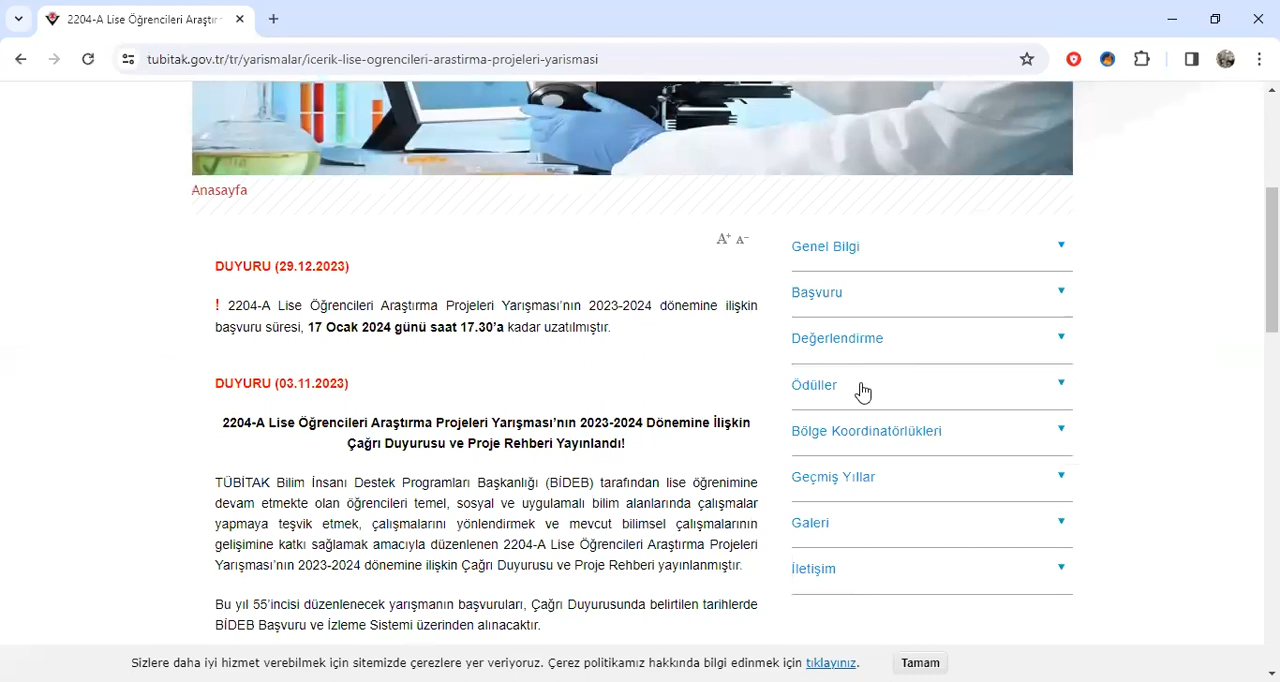 2204-A Lise Öğrencileri Araştır
tubitak.gov.tr/tr/yarismalar/icerik-lise-ogrencileri-arastirma-projeleri-yarismasi
Anasayfa
A+ A-
DUYURU (29.12.2023)
! 2204-A Lise Öğrencileri Araştırma Projeleri Yarışması’nın 2023-2024 dönemine ilişkin
başvuru süresi, 17 Ocak 2024 günü saat 17.30’a kadar uzatılmıştır.
DUYURU (03.11.2023)
2204-A Lise Öğrencileri Araştırma Projeleri Yarışması’nın 2023-2024 Dönemine İlişkin
Çağrı Duyurusu ve Proje Rehberi Yayınlandı!
TÜBİTAK Bilim İnsanı Destek Programları Başkanlığı (BİDEB) tarafından lise öğrenimine
devam etmekte olan öğrencileri temel, sosyal ve uygulamalı bilim alanlarında çalışmalar
yapmaya teşvik etmek, çalışmalarını yönlendirmek ve mevcut bilimsel çalışmalarının
gelişimine katkı sağlamak amacıyla düzenlenen 2204-A Lise Öğrencileri Araştırma Projeleri
Yarışması’nın 2023-2024 dönemine ilişkin Çağrı Duyurusu ve Proje Rehberi yayınlanmıştır.
Bu yıl 55’incisi düzenlenecek yarışmanın başvuruları, Çağrı Duyurusunda belirtilen tarihlerde
BİDEB Başvuru ve İzleme Sistemi üzerinden alınacaktır.
Genel Bilgi
Başvuru
Değerlendirme
Ödüller
Bölge Koordinatörlükleri
Geçmiş Yıllar
Galeri
İletişim
Sizlere daha iyi hizmet verebilmek için sitemizde çerezlere yer veriyoruz. Çerez politikamız hakkında bilgi edinmek için tıklayınız.
Tamam